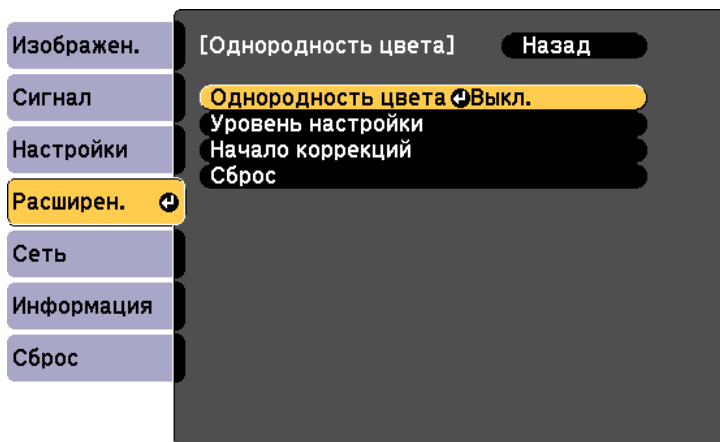 Изображен.
Сигнал
Настройки
Расширен.
Сеть
Информация
Сброс
[Однородность цвета] Назад
Однородность цвета Выкл.
Уровень настройки
Начало коррекций
Сброс